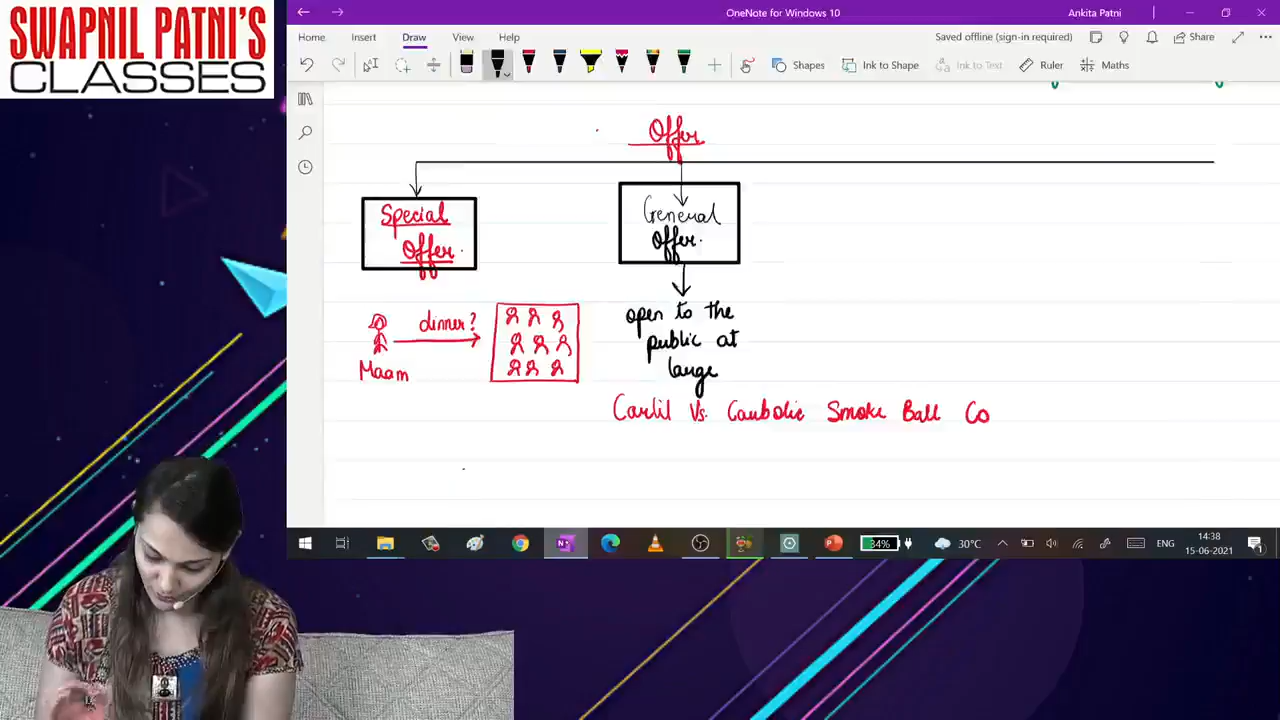 SWAPNIL PATNI'S
CLASSES
OneNote for Windows 10
Ankita Patni
Home Insert Draw View Help
Saved offline (sign-in required)
Share
Shapes Ink to Shape Ink to Text Ruler Maths
Offer
Special
Offer.
General
Offer.
open to the
public at
large
dinner?
Maam
Carlil Vs. Carbolic Smoke Ball Co
84%
30°C
ENG
14:38
15-06-2021